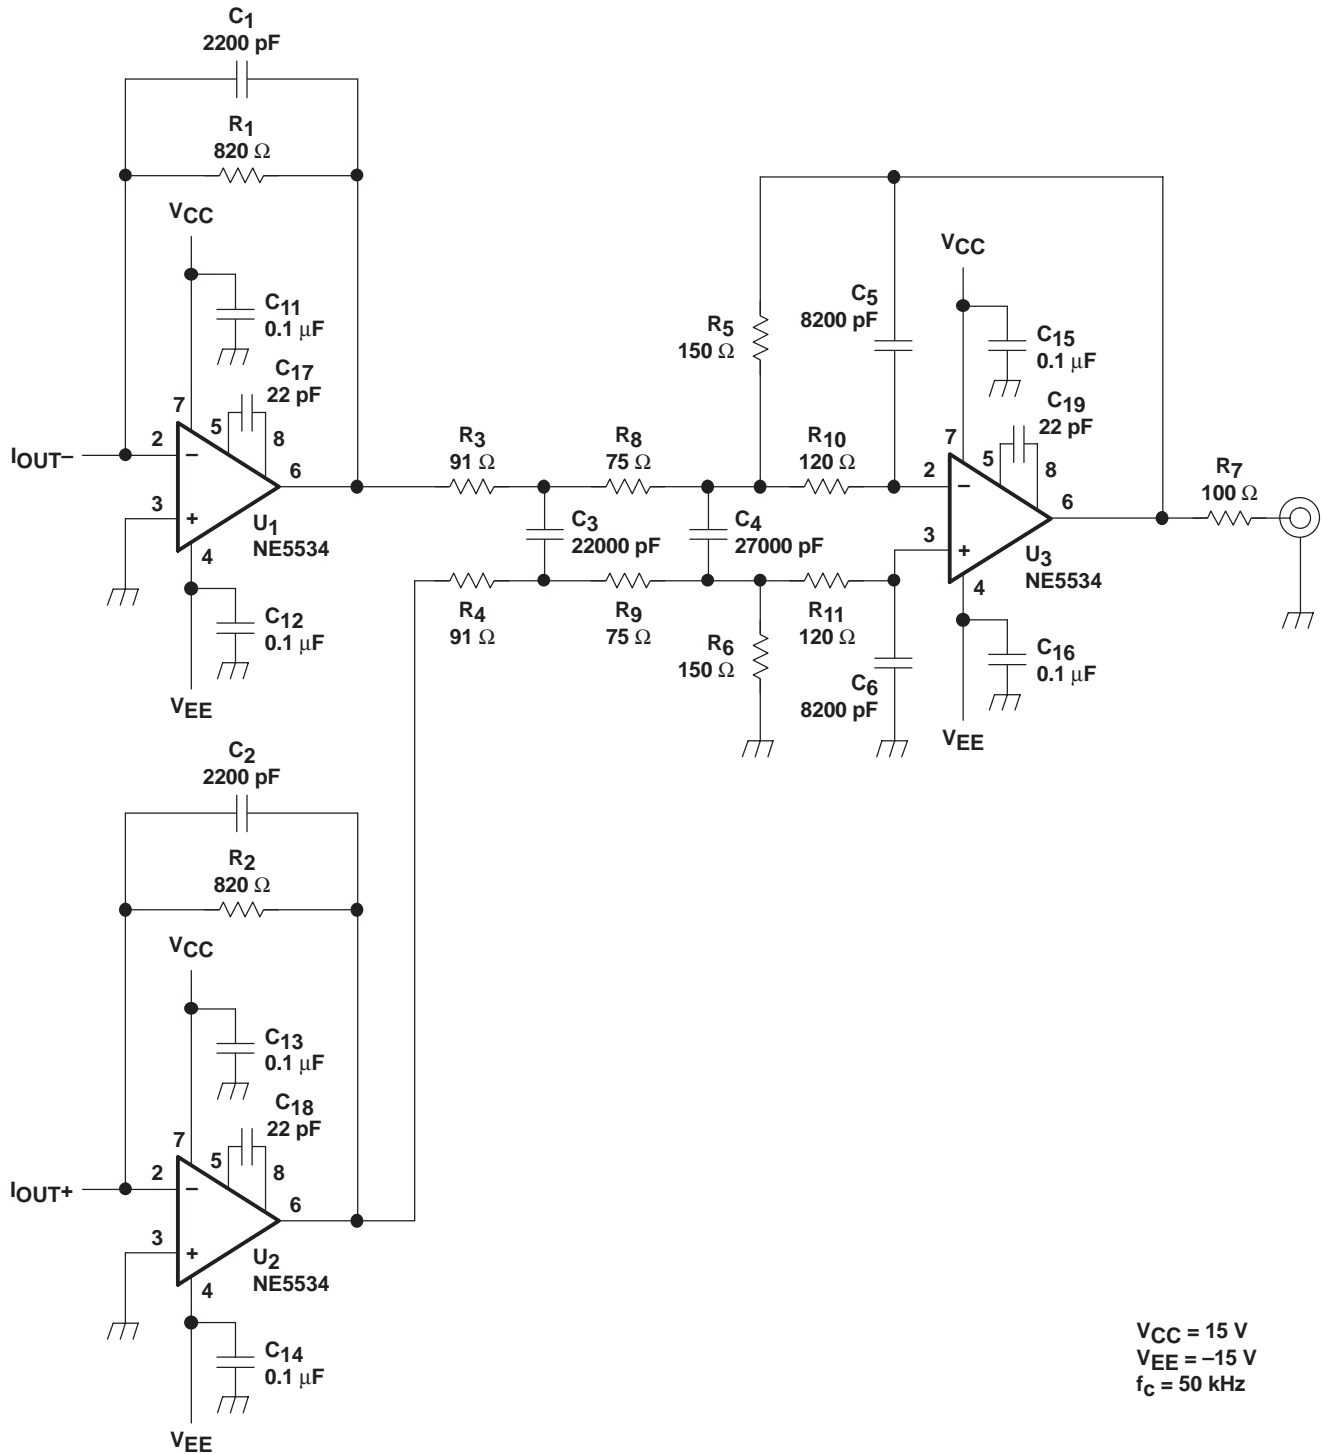 C1
2200 pF
R1
820 Ω
VCC
C11
0.1 μF
C17
22 pF
7
5
8
2
IOUT–
–
6
3
+
U1
NE5534
4
C12
0.1 μF
VEE
R3
91 Ω
R8
75 Ω
R10
120 Ω
C3
22000 pF
C4
27000 pF
R4
91 Ω
R9
75 Ω
R11
120 Ω
R5
150 Ω
C5
8200 pF
R6
150 Ω
C6
8200 pF
VCC
C15
0.1 μF
C19
22 pF
7
5
8
2
–
6
3
+
U3
NE5534
4
C16
0.1 μF
VEE
R7
100 Ω
C2
2200 pF
R2
820 Ω
VCC
C13
0.1 μF
C18
22 pF
7
5
8
2
IOUT+
–
6
3
+
U2
NE5534
4
C14
0.1 μF
VEE
VCC = 15 V
VEE = –15 V
fc = 50 kHz